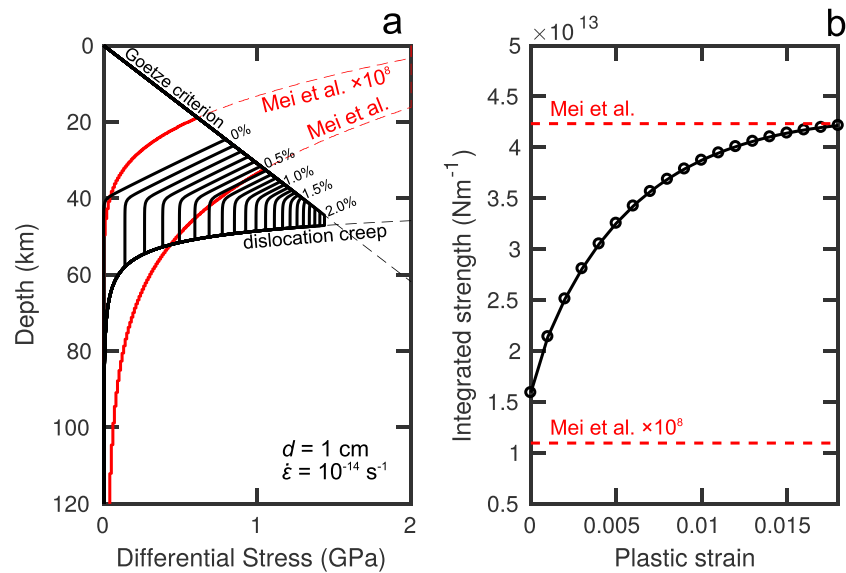 a
0
20
40
60
80
100
120
Depth (km)
0
1
2
Differential Stress (GPa)
Goetze criterion
Mei et al. ×10⁸
Mei et al.
0%
0.5%
1.0%
1.5%
2.0%
dislocation creep
d = 1 cm
ε̇ = 10⁻¹⁴ s⁻¹
b
×10¹³
5
4.5
4
3.5
3
2.5
2
1.5
1
0.5
Integrated strength (Nm⁻¹ )
Mei et al.
Mei et al. ×10⁸
0
0.005
0.01
0.015
Plastic strain